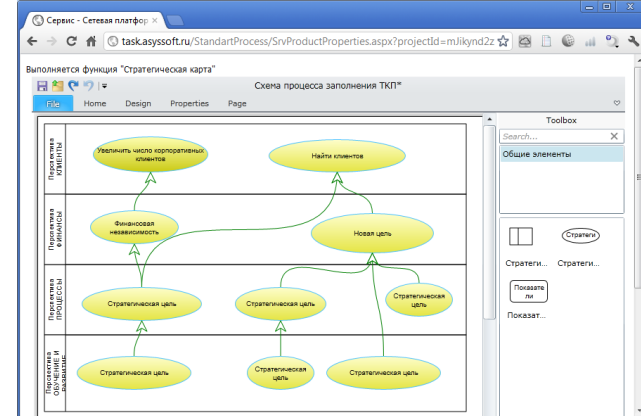 Сервис - Сетевая платфор
task.asyssoft.ru/StandartProcess/SrvProductProperties.aspx?projectId=mJikynd2z
Выполняется функция "Стратегическая карта"
Схема процесса заполнения ТКП*
File Home Design Properties Page
Toolbox
Search...
Общие элементы
Стратеги
Стратеги... Стратеги...
Показате
ли
Показат...
Перспектива
КЛИЕНТЫ
Увеличить число корпоративных
клиентов
Найти клиентов
Перспектива
ФИНАНСЫ
Финансовая
независимость
Новая цель
Перспектива
ПРОЦЕССЫ
Стратегическая цель
Стратегическая цель
Стратегическая
цель
Перспектива
ОБУЧЕНИЕ И
РАЗВИТИЕ
Стратегическая цель
Стратегическая
цель
Стратегическая цель